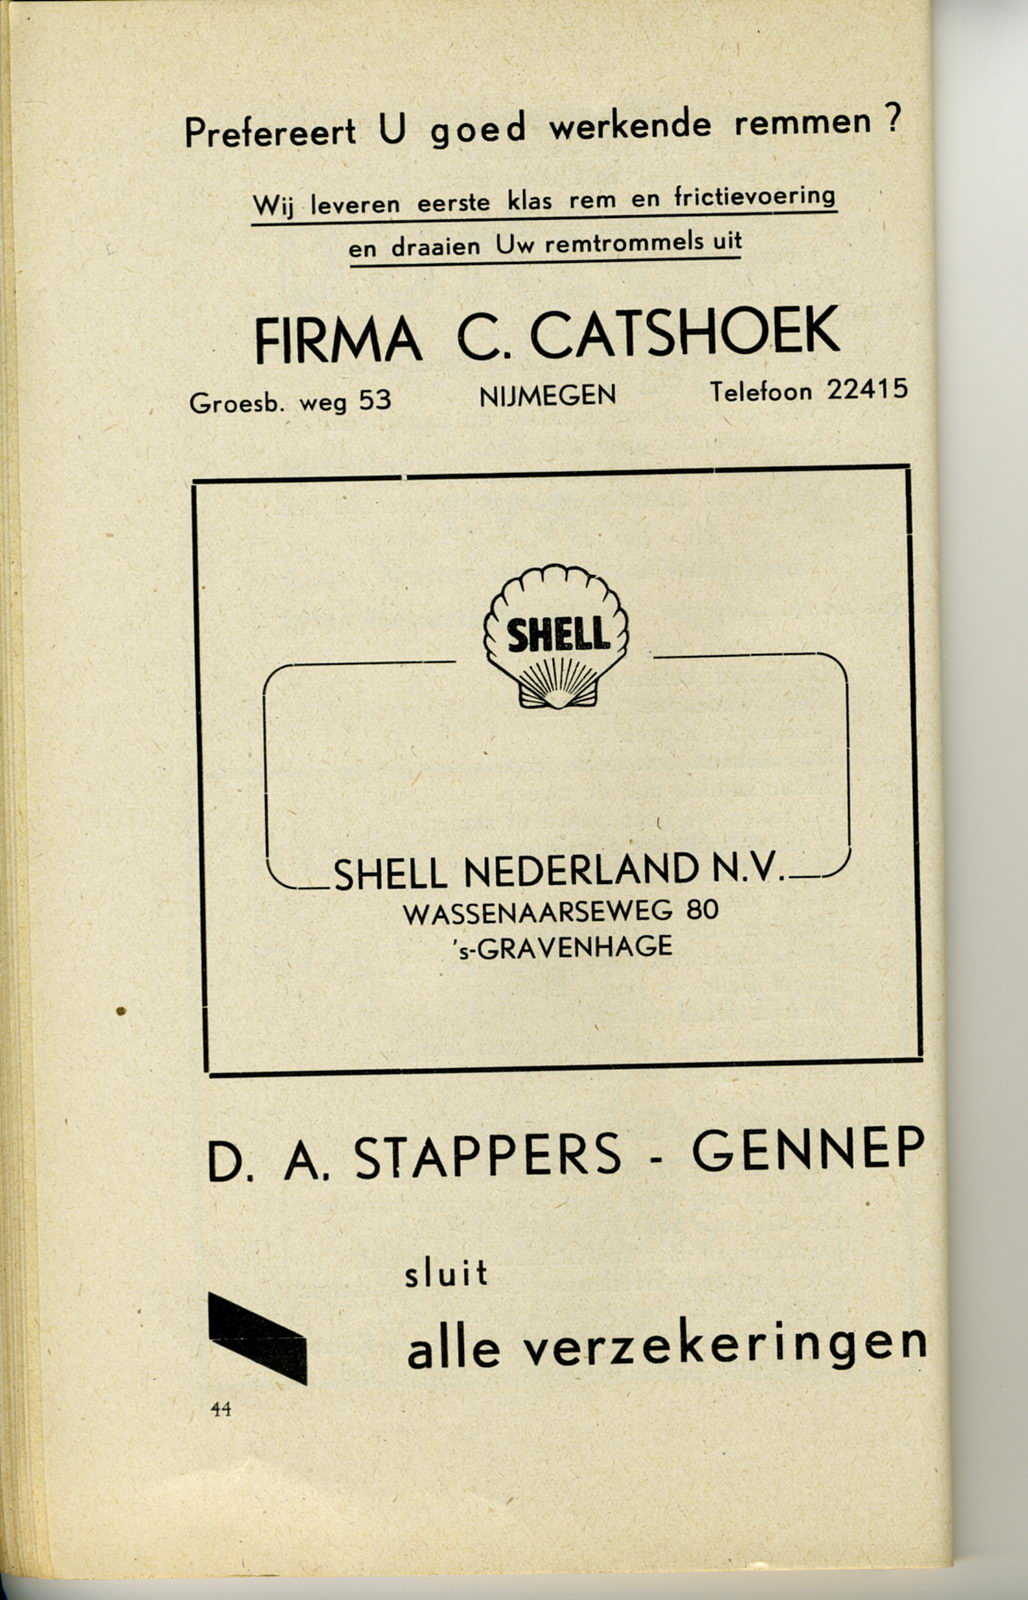 Prefereert U goed werkende remmen ?
Wij leveren eerste klas rem en frictievoering
en draaien Uw remtrommels uit
FIRMA C. CATSHOEK
Groesb. weg 53 NIJMEGEN Telefoon 22415
SHELL
SHELL NEDERLAND N.V.
WASSENAARSEWEG 80
's-GRAVENHAGE
D. A. STAPPERS - GENNEP
sluit
alle verzekeringen
44